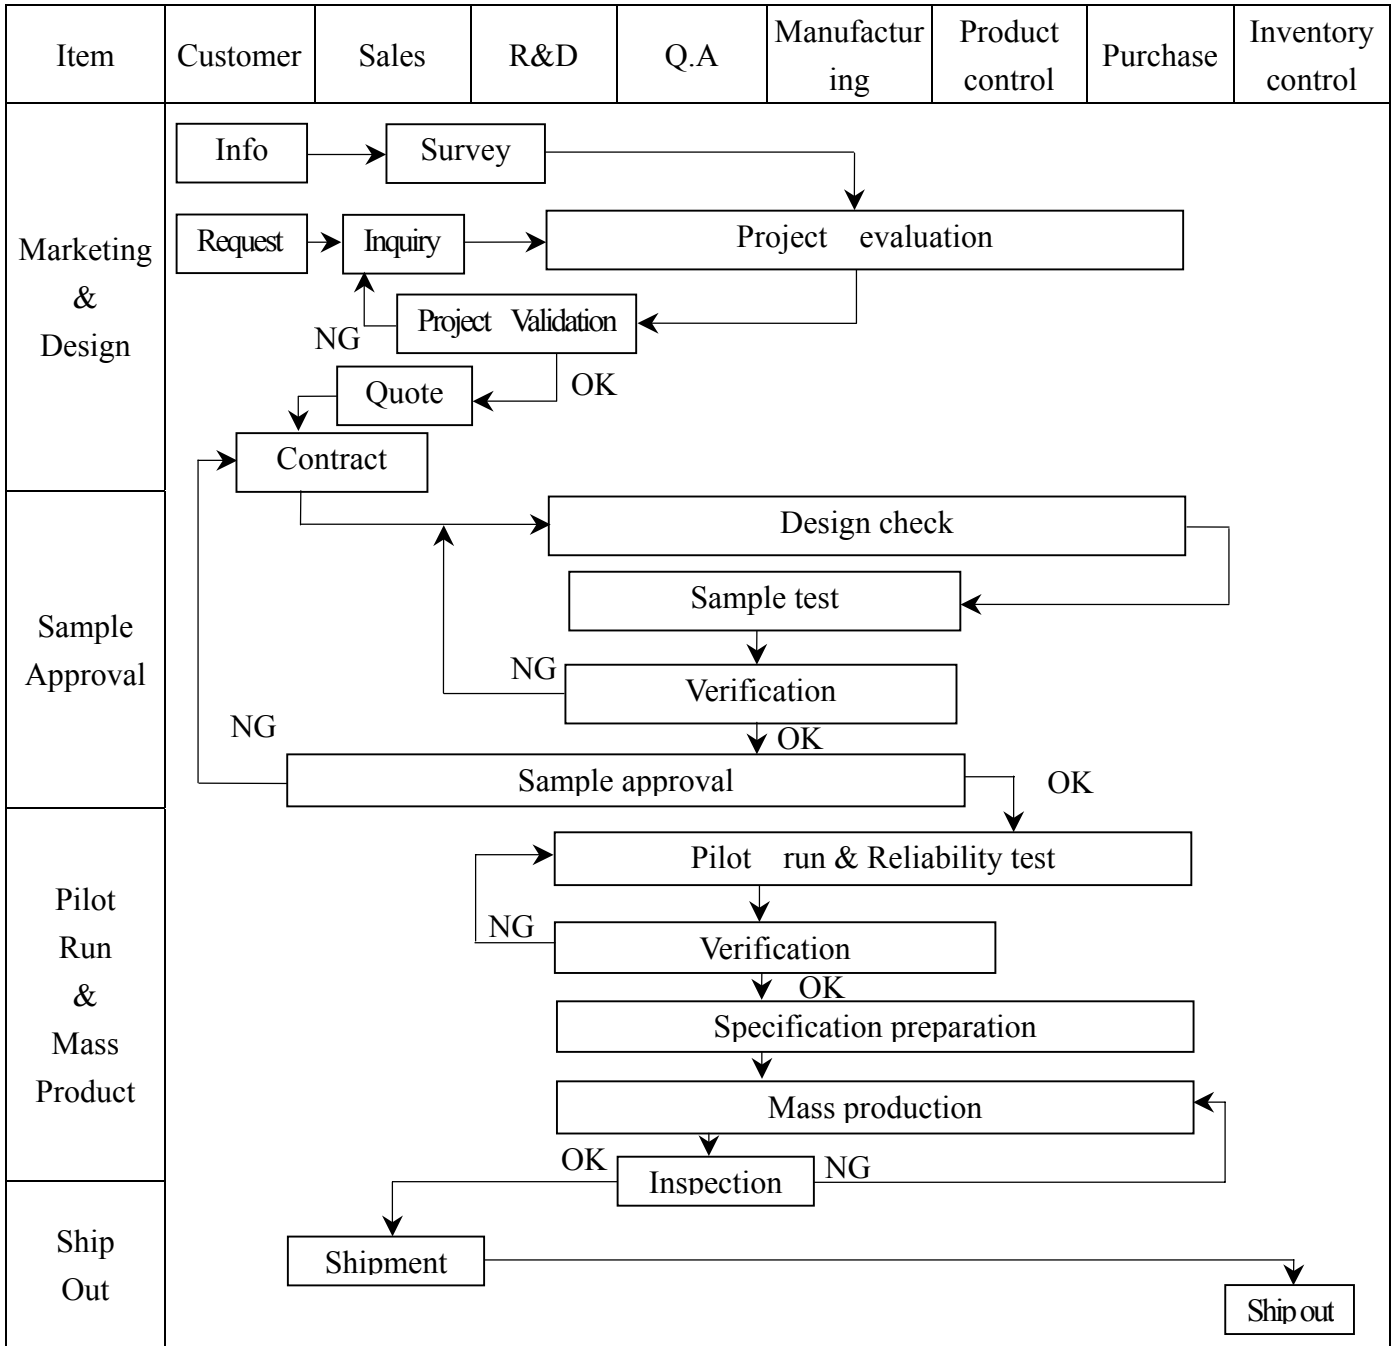 Item
Customer
Sales
R&D
Q.A
Manufactur
ing
Product
control
Purchase
Inventory
control
Marketing
&
Design
Info
Survey
Request
Inquiry
Project evaluation
Project Validation
NG
OK
Quote
Contract
Sample
Approval
Design check
Sample test
NG
Verification
NG
OK
Sample approval
OK
Pilot
Run
&
Mass
Product
Pilot run & Reliability test
NG
Verification
OK
Specification preparation
Mass production
OK
Inspection
NG
Ship
Out
Shipment
Ship out